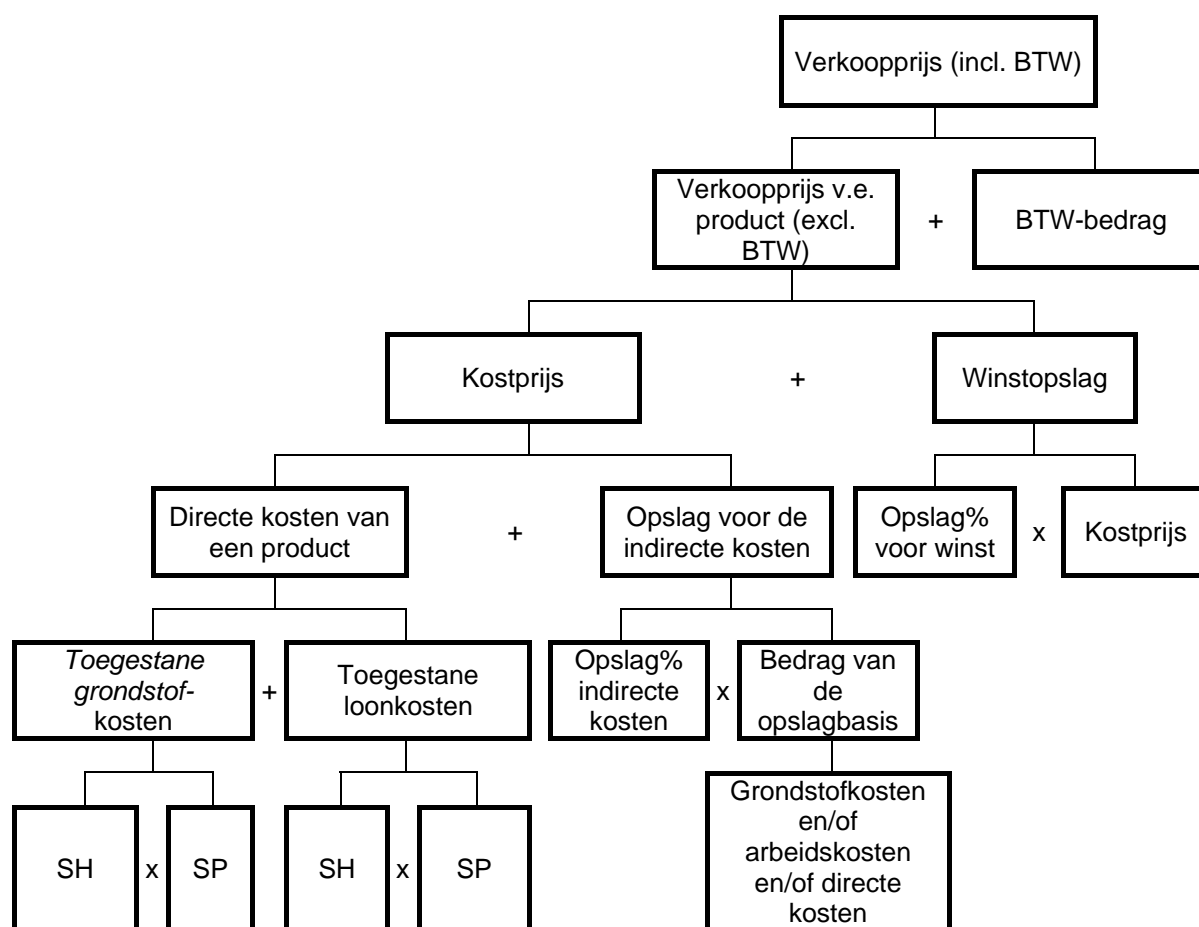 Verkoopprijs (incl. BTW)
Verkoopprijs v.e.
product (excl.
BTW)
+
BTW-bedrag
Kostprijs
+
Winstopslag
Directe kosten van
een product
+
Opslag voor de
indirecte kosten
Opslag%
voor winst
x
Kostprijs
Toegestane
grondstof-
kosten
+
Toegestane
loonkosten
Opslag%
indirecte
kosten
x
Bedrag van
de
opslagbasis
SH
x
SP
SH
x
SP
Grondstofkosten
en/of
arbeidskosten
en/of directe
kosten